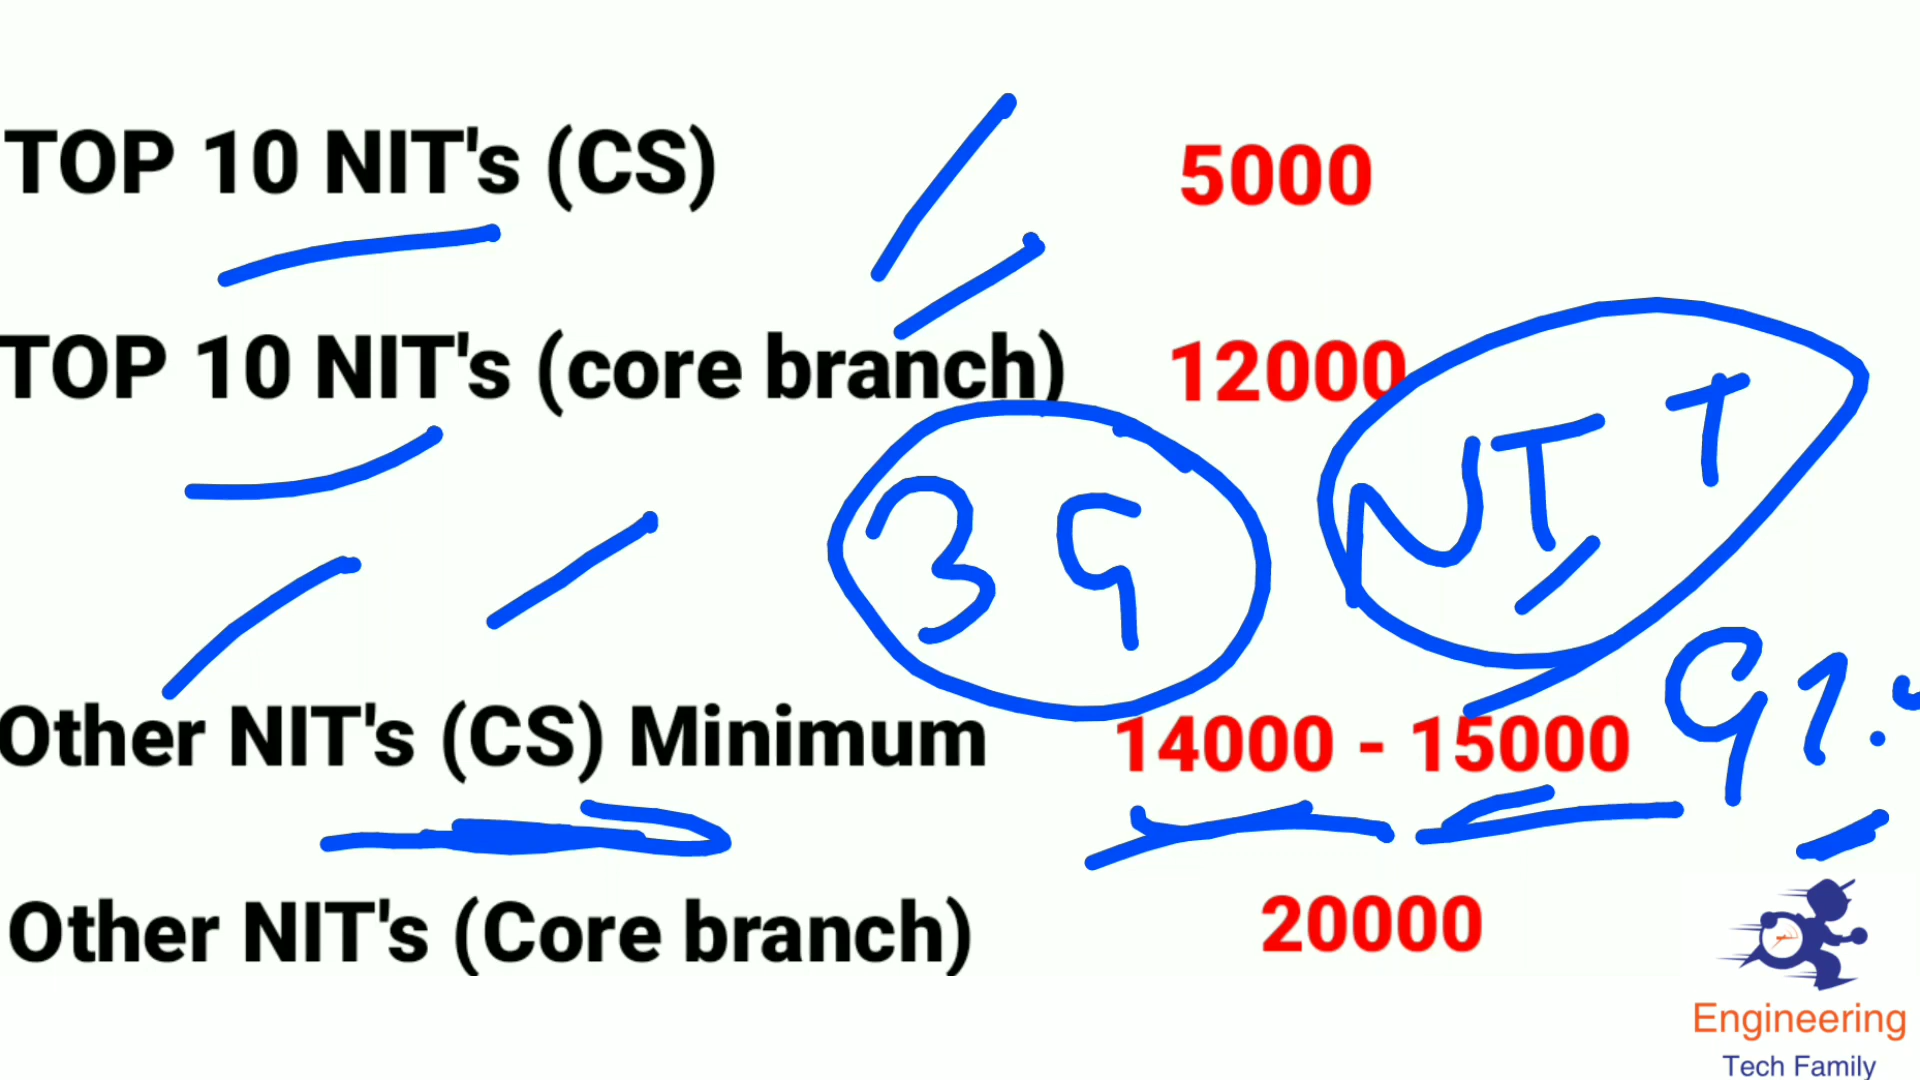 TOP 10 NIT's (CS) 5000
TOP 10 NIT's (core branch) 12000
NIT
Other NIT's (CS) Minimum 14000 - 15000
Other NIT's (Core branch) 20000
Engineering
Tech Family